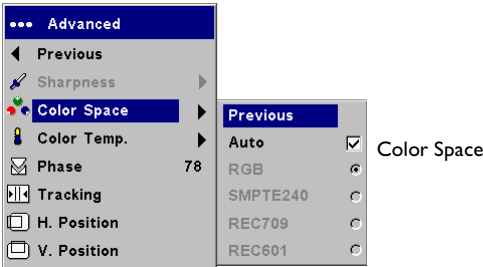 Advanced
Previous
Sharpness
Color Space
Color Temp.
Phase 78
Tracking
H. Position
V. Position
Previous
Auto
RGB
SMPTE240
REC709
REC601
Color Space